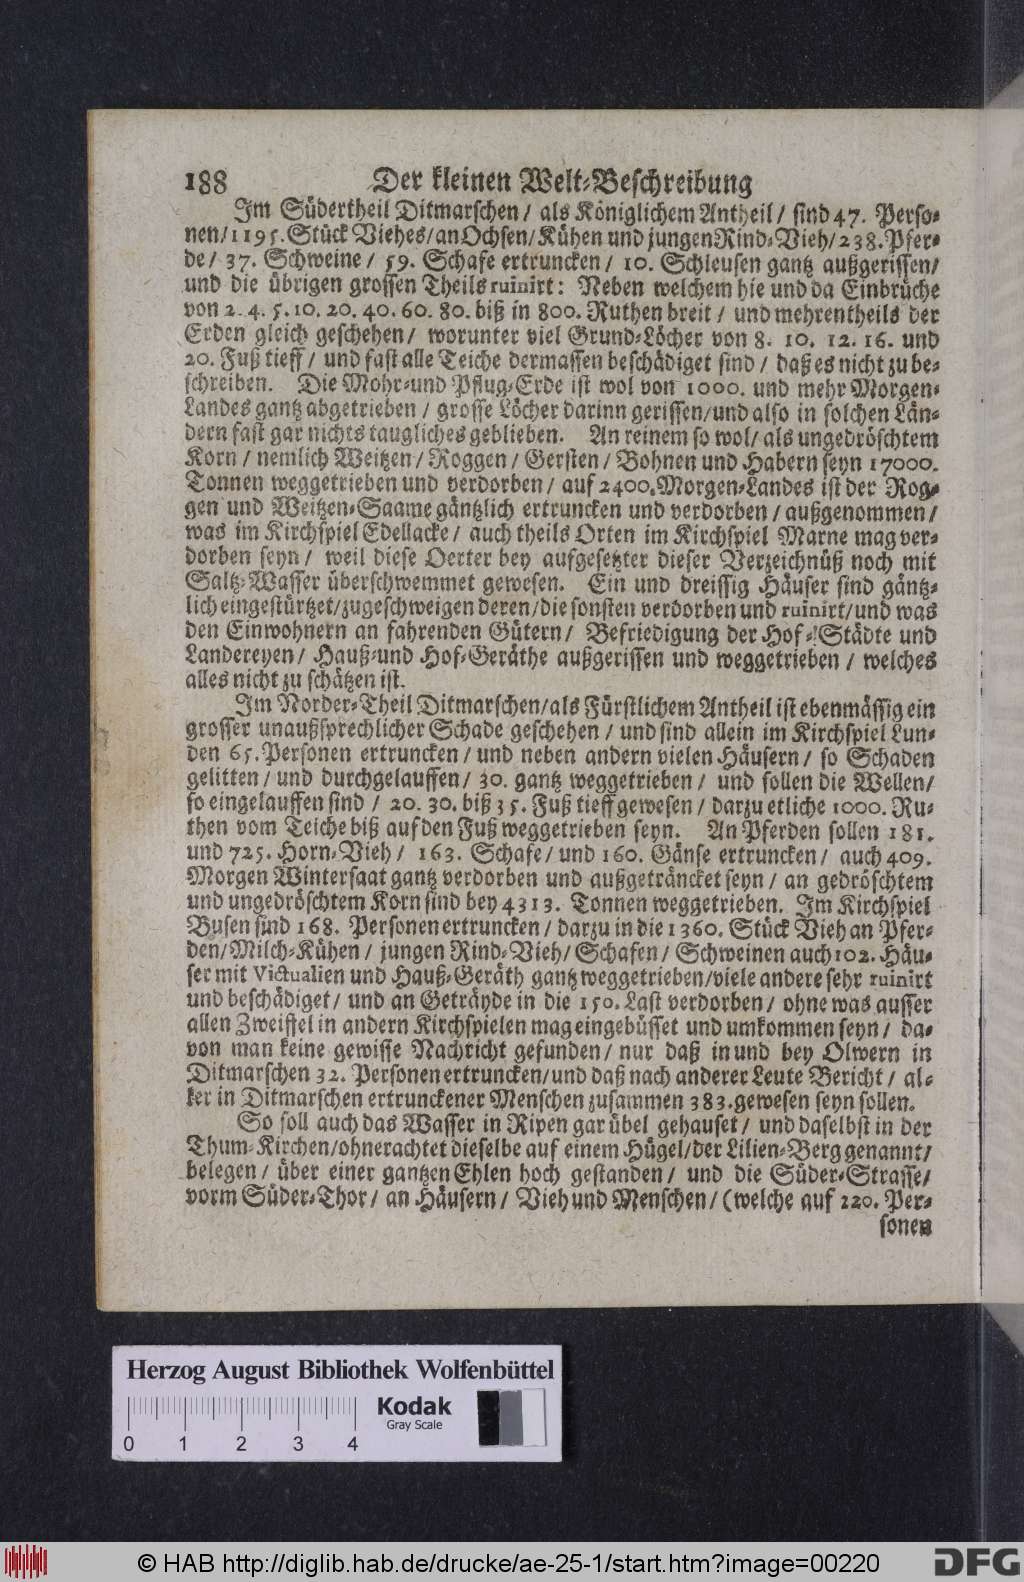 188 Der kleinen Welt-Beschreibung
Im Südertheil Ditmarschen / als Königlichem Antheil / sind 47. Perso-
nen / 1195. Stück Viehes / an Ochsen / Kühen und jungen Rind-Vieh / 238. Pfer-
de / 37. Schweine / 59. Schafe ertruncken / 10. Schleusen gantz außgerissen /
und die übrigen grossen Theils ruinirt: Neben welchem hie und da Einbrüche
von 2. 4. 5. 10. 20. 40. 60. 80. biß in 800. Ruthen breit / und mehrentheils der
Erden gleich geschehen / worunter viel Grund-Löcher von 8. 10. 12. 16. und
20. Fuß tieff / und fast alle Teiche dermassen beschädiget sind / daß es nicht zu be-
schreiben. Die Mohr-und Pflug-Erde ist wol von 1000. und mehr Morgen-
Landes gantz abgetrieben / grosse Löcher darinn gerissen / und also in solchen Län-
dern fast gar nichts taugliches geblieben. An reinem so wol / als ungedröschtem
Korn / nemlich Weitzen / Roggen / Gersten / Bohnen und Habern seyn 17000.
Tonnen weggetrieben und verdorben / auf 2400. Morgen-Landes ist der Rog-
gen und Weitzen-Saame gäntzlich ertruncken und verdorben / außgenommen /
was im Kirchspiel Edellacke / auch theils Orten im Kirchspiel Marne mag ver-
dorben seyn / weil diese Oerter bey aufgesetzter dieser Verzeichnüß noch mit
Saltz-Wasser überschwemmet gewesen. Ein und dreissig Häuser sind gäntz-
lich eingestürtzet / zugeschweigen deren / die sonsten verdorben und ruinirt / und was
den Einwohnern an fahrenden Gütern / Befriedigung der Hof-Städte und
Landereyen / Hauß-und Hof-Geräthe außgerissen und weggetrieben / welches
alles nicht zu schätzen ist.
Im Norder-Theil Ditmarschen / als Fürstlichem Antheil ist ebenmässig ein
grosser unaußsprechlicher Schade geschehen / und sind allein im Kirchspiel Lun-
den 65. Personen ertruncken / und neben andern vielen Häusern / so Schaden
gelitten / und durchgelauffen / 30. gantz weggetrieben / und sollen die Wellen /
so eingelauffen sind / 20. 30. biß 35. Fuß tieff gewesen / darzu etliche 1000. Ru-
then vom Teiche biß auf den Fuß weggetrieben seyn. An Pferden sollen 181.
und 725. Horn-Vieh / 163. Schafe / und 160. Gänse ertruncken / auch 409.
Morgen Wintersaat gantz verdorben und außgeträncket seyn / an gedröschtem
und ungedröschtem Korn sind bey 4313. Tonnen weggetrieben. Im Kirchspiel
Busen sind 168. Personen ertruncken / darzu in die 1360. Stück Vieh an Pfer-
den / Milch-Kühen / jungen Rind-Vieh / Schafen / Schweinen auch 102. Häu-
ser mit Victualien und Hauß-Geräth gantz weggetrieben / viele andere sehr ruinirt
und beschädiget / und an Geträyde in die 150. Last verdorben / ohne was ausser
allen Zweiffel in andern Kirchspielen mag eingebüsset und umkommen seyn / da-
von man keine gewisse Nachricht gefunden / nur daß in und bey Olwern in
Ditmarschen 32. Personen ertruncken / und daß nach anderer Leute Bericht / al-
ler in Ditmarschen ertrunckener Menschen zusammen 383. gewesen seyn sollen.
So soll auch das Wasser in Ripen gar übel gehauset / und daselbst in der
Thum-Kirchen / ohnerachtet dieselbe auf einem Hügel / der Lilien-Berg genannt /
belegen / über einer gantzen Ehlen hoch gestanden / und die Süder-Strasse /
vorm Süder-Thor / an Häusern / Vieh und Menschen / (welche auf 220. Per-
sonen
Herzog August Bibliothek Wolfenbüttel
Kodak
Gray Scale
0 1 2 3 4
© HAB http://diglib.hab.de/drucke/ae-25-1/start.htm?image=00220
DFG